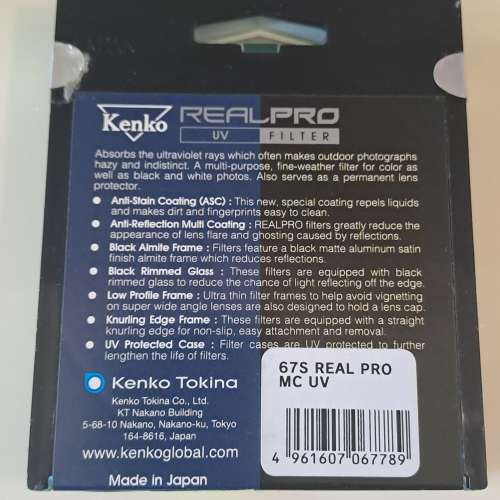 Kenko REALPRO
UV FILTER
Absorbs the ultraviolet rays which often makes outdoor photographs
hazy and indistinct. A multi-purpose, fine-weather filter for color as
well as black and white photos. Also serves as a permanent lens
protector.
• Anti-Stain Coating (ASC) : This new, special coating repels liquids
and makes dirt and fingerprints easy to clean.
• Anti-Reflection Multi Coating : REALPRO filters greatly reduce the
appearance of lens flare and ghosting caused by reflections.
• Black Almite Frame : Filters feature a black matte aluminum satin
finish almite frame which reduces reflections.
• Black Rimmed Glass : These filters are equipped with black
rimmed glass to reduce the chance of light reflecting off the edge.
• Low Profile Frame : Ultra thin filter frames to help avoid vignetting
on super wide angle lenses are also designed to hold a lens cap.
• Knurling Edge Frame : These filters are equipped with a straight
knurling edge for non-slip, easy attachment and removal.
• UV Protected Case : Filter cases are UV protected to further
lengthen the life of filters.
Kenko Tokina
Kenko Tokina Co., Ltd.
KT Nakano Building
5-68-10 Nakano, Nakano-ku, Tokyo
164-8616, Japan
www.kenkoglobal.com
Made in Japan
67S REAL PRO
MC UV
4 961607 067789